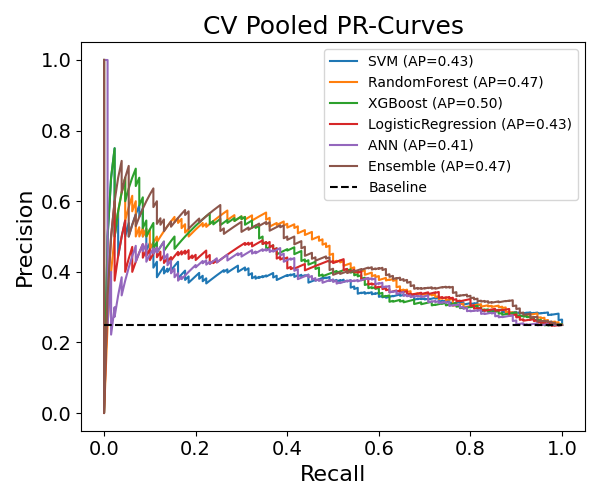 CV Pooled PR-Curves
Precision
1.0
0.8
0.6
0.4
0.2
0.0
SVM (AP=0.43)
RandomForest (AP=0.47)
XGBoost (AP=0.50)
LogisticRegression (AP=0.43)
ANN (AP=0.41)
Ensemble (AP=0.47)
Baseline
0.0 0.2 0.4 0.6 0.8 1.0
Recall